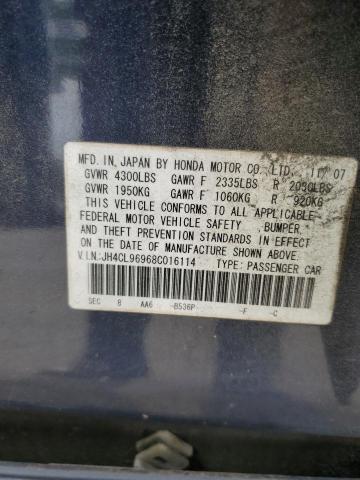 MFD. IN JAPAN BY HONDA MOTOR CO., LTD. 11/07
GVWR 4300LBS GAWR F 2335LBS R 2030LBS
GVWR 1950KG GAWR F 1060KG R 920KG
THIS VEHICLE CONFORMS TO ALL APPLICABLE
FEDERAL MOTOR VEHICLE SAFETY, BUMPER,
AND THEFT PREVENTION STANDARDS IN EFFECT
ON THE DATE OF MANUFACTURE SHOWN ABOVE.
V.I.N.:JH4CL96968C016114 TYPE: PASSENGER CAR
SEC 8 AA6 -B536P -F -C